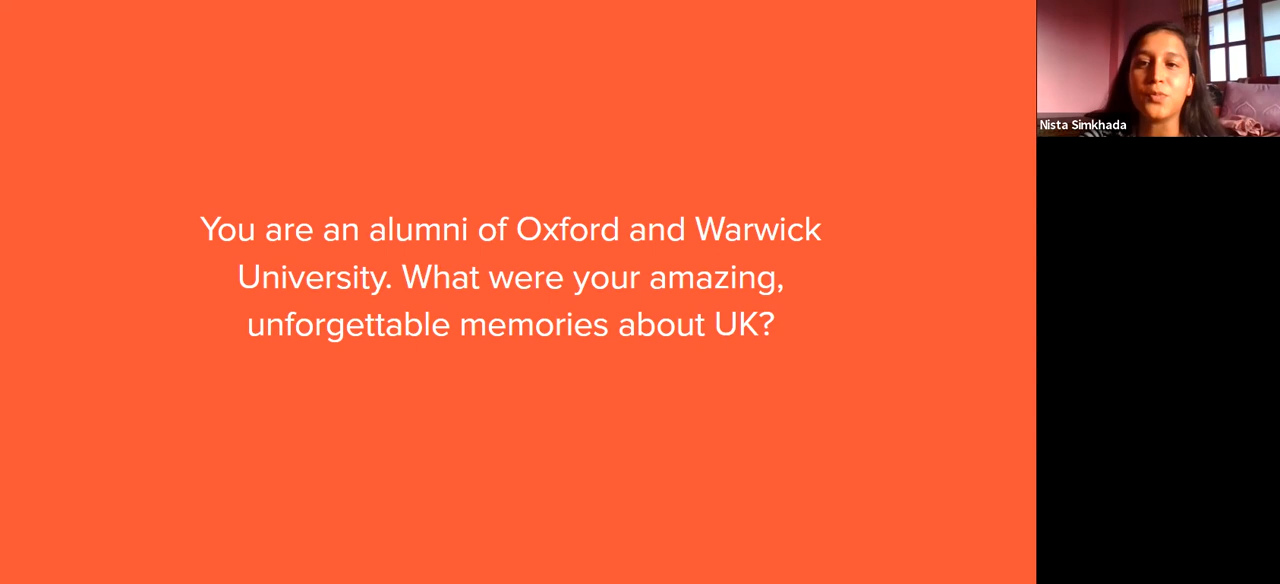 You are an alumni of Oxford and Warwick
University. What were your amazing,
unforgettable memories about UK?
Nista Simkhada